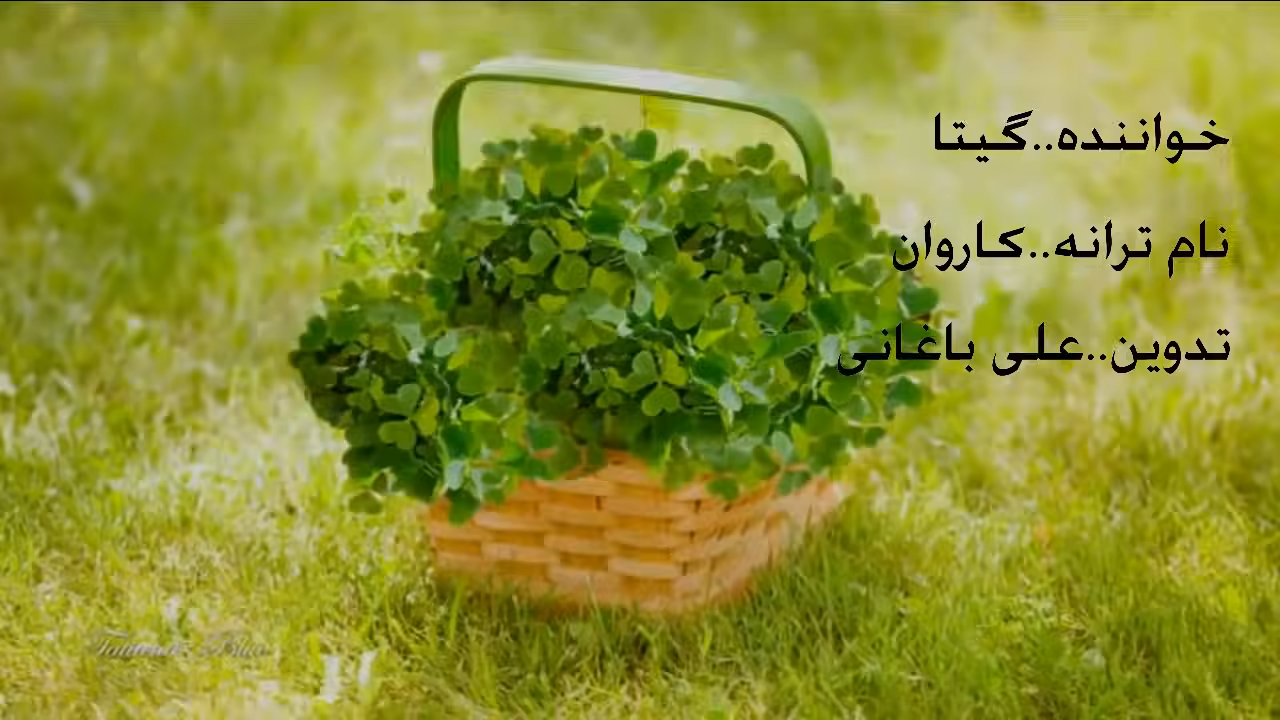 خواننده..گیتا
نام ترانه..کاروان
تدوین..علی باغانی